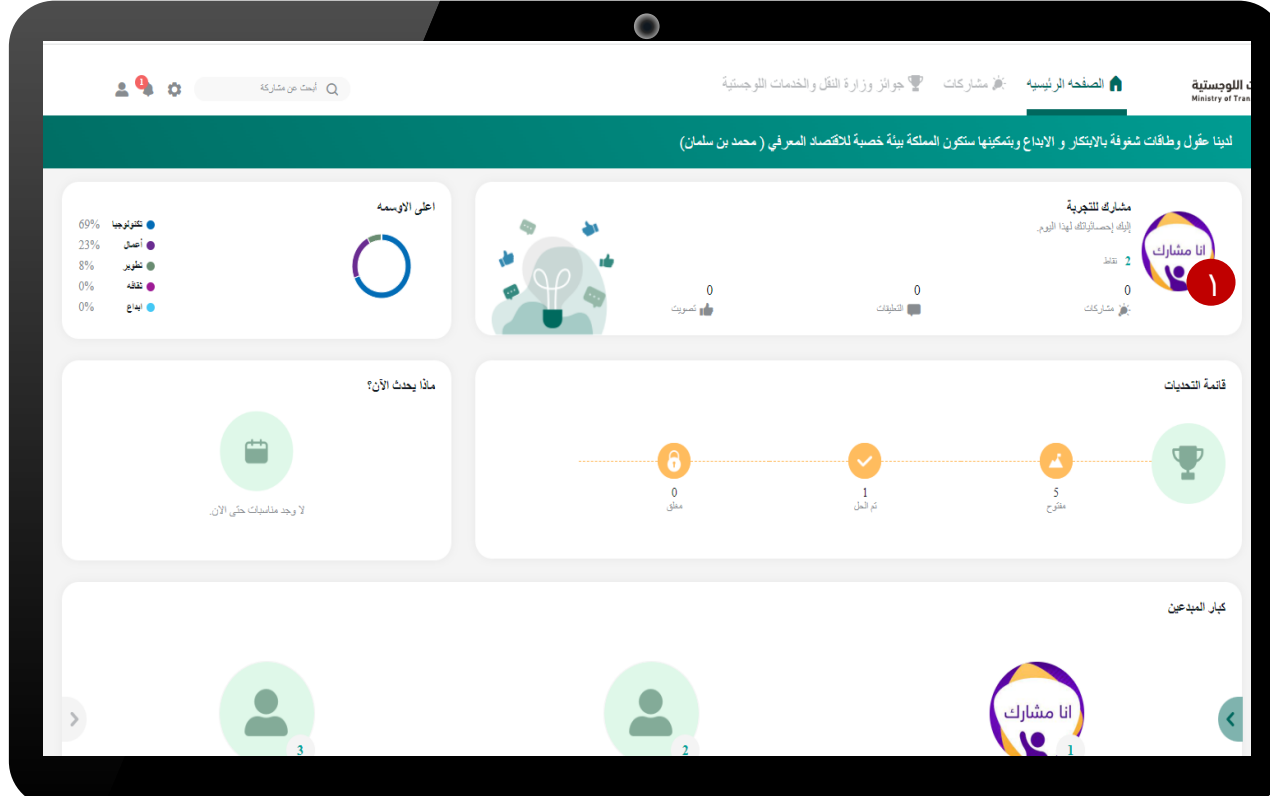 اللوجستية
Ministry of Tran
الصفحه الرئيسيه
مشاركات
جوائز وزارة النقل والخدمات اللوجستية
أبحث عن مشاركة
1
لدينا عقول وطاقات شغوفة بالابتكار و الابداع وبتمكينها ستكون المملكة بيئة خصبة للاقتصاد المعرفي ( محمد بن سلمان)
انا مشارك
١
مشارك للتجربة
إليك إحصائياتك لهذا اليوم.
2 نقاط
0
مشاركات
0
التعليقات
0
تصويت
اعلى الاوسمه
تكنولوجيا 69%
أعمال 23%
تطوير 8%
ثقافه 0%
ابداع 0%
قائمة التحديات
5
مفتوح
1
تم الحل
0
مغلق
ماذا يحدث الآن؟
لا وجد مناسبات حتى الان.
كبار المبدعين
انا مشارك
1
2
3